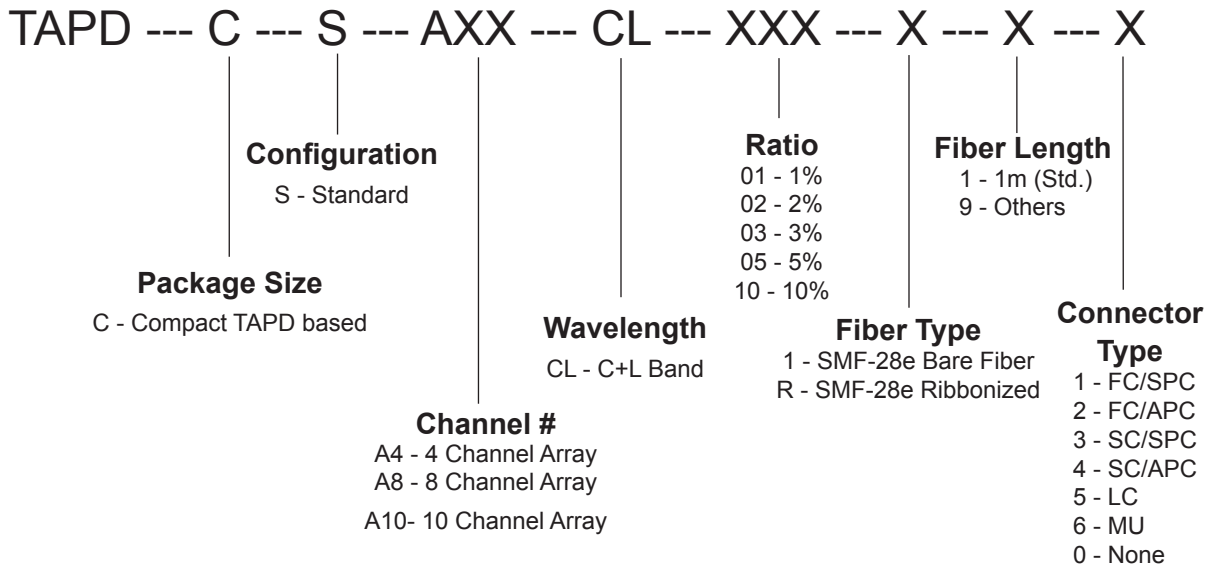 TAPD --- C --- S --- AXX --- CL --- XXX --- X --- X --- X
Package Size
C - Compact TAPD based
Configuration
S - Standard
Channel #
A4 - 4 Channel Array
A8 - 8 Channel Array
A10- 10 Channel Array
Wavelength
CL - C+L Band
Ratio
01 - 1%
02 - 2%
03 - 3%
05 - 5%
10 - 10%
Fiber Type
1 - SMF-28e Bare Fiber
R - SMF-28e Ribbonized
Fiber Length
1 - 1m (Std.)
9 - Others
Connector
Type
1 - FC/SPC
2 - FC/APC
3 - SC/SPC
4 - SC/APC
5 - LC
6 - MU
0 - None